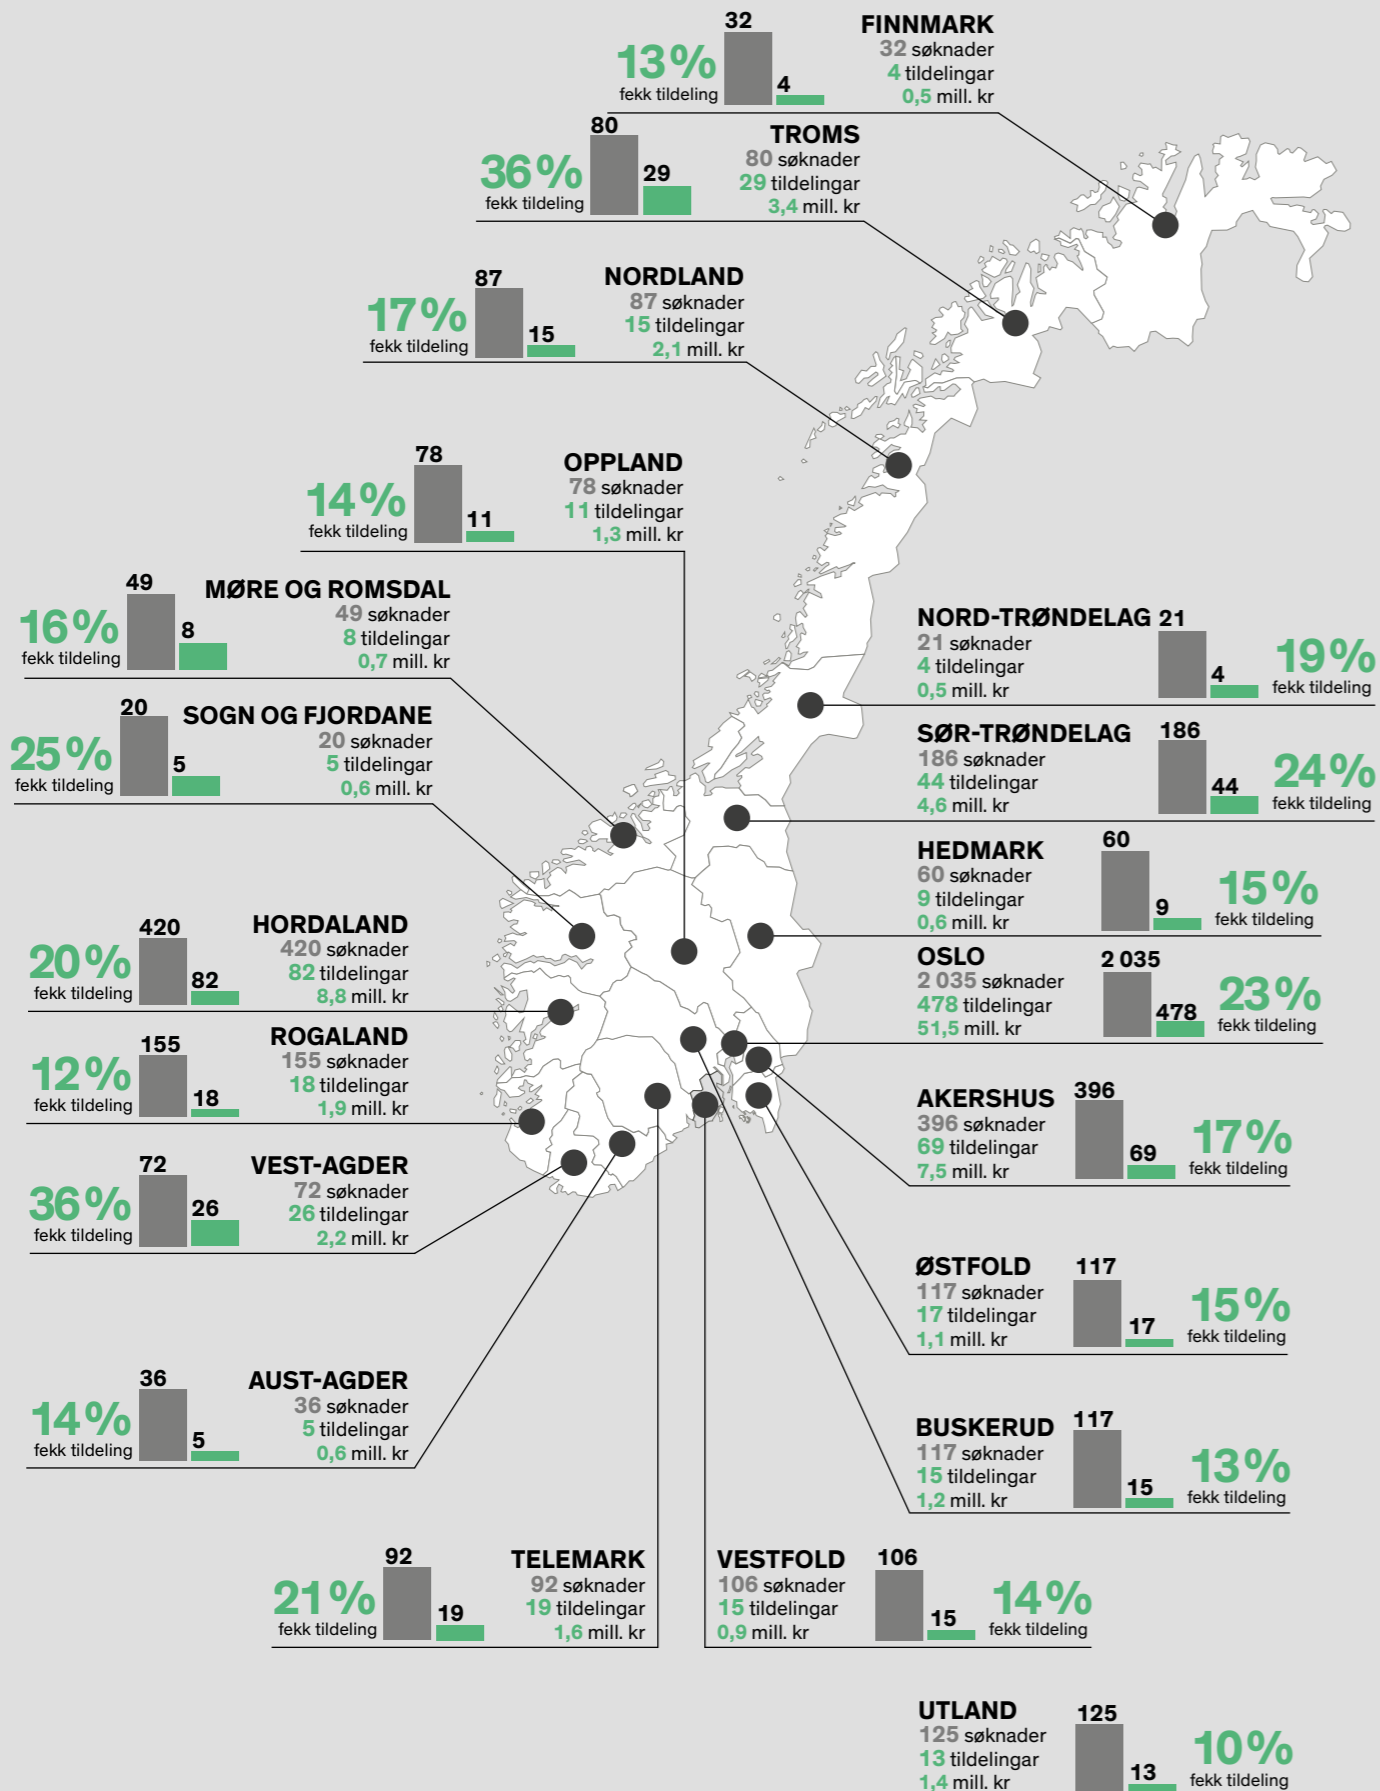 FINNMARK
32 søknader
4 tildelingar
0,5 mill. kr
32
4
13%
fekk tildeling
TROMS
80 søknader
29 tildelingar
3,4 mill. kr
80
29
36%
fekk tildeling
NORDLAND
87 søknader
15 tildelingar
2,1 mill. kr
87
15
17%
fekk tildeling
OPPLAND
78 søknader
11 tildelingar
1,3 mill. kr
78
11
14%
fekk tildeling
MØRE OG ROMSDAL
49 søknader
8 tildelingar
0,7 mill. kr
49
8
16%
fekk tildeling
SOGN OG FJORDANE
20 søknader
5 tildelingar
0,6 mill. kr
20
5
25%
fekk tildeling
HORDALAND
420 søknader
82 tildelingar
8,8 mill. kr
420
82
20%
fekk tildeling
ROGALAND
155 søknader
18 tildelingar
1,9 mill. kr
155
18
12%
fekk tildeling
VEST-AGDER
72 søknader
26 tildelingar
2,2 mill. kr
72
26
36%
fekk tildeling
AUST-AGDER
36 søknader
5 tildelingar
0,6 mill. kr
36
5
14%
fekk tildeling
TELEMARK
92 søknader
19 tildelingar
1,6 mill. kr
92
19
21%
fekk tildeling
NORD-TRØNDELAG
21 søknader
4 tildelingar
0,5 mill. kr
21
4
19%
fekk tildeling
SØR-TRØNDELAG
186 søknader
44 tildelingar
4,6 mill. kr
186
44
24%
fekk tildeling
HEDMARK
60 søknader
9 tildelingar
0,6 mill. kr
60
9
15%
fekk tildeling
OSLO
2 035 søknader
478 tildelingar
51,5 mill. kr
2 035
478
23%
fekk tildeling
AKERSHUS
396 søknader
69 tildelingar
7,5 mill. kr
396
69
17%
fekk tildeling
ØSTFOLD
117 søknader
17 tildelingar
1,1 mill. kr
117
17
15%
fekk tildeling
BUSKERUD
117 søknader
15 tildelingar
1,2 mill. kr
117
15
13%
fekk tildeling
VESTFOLD
106 søknader
15 tildelingar
0,9 mill. kr
106
15
14%
fekk tildeling
UTLAND
125 søknader
13 tildelingar
1,4 mill. kr
125
13
10%
fekk tildeling